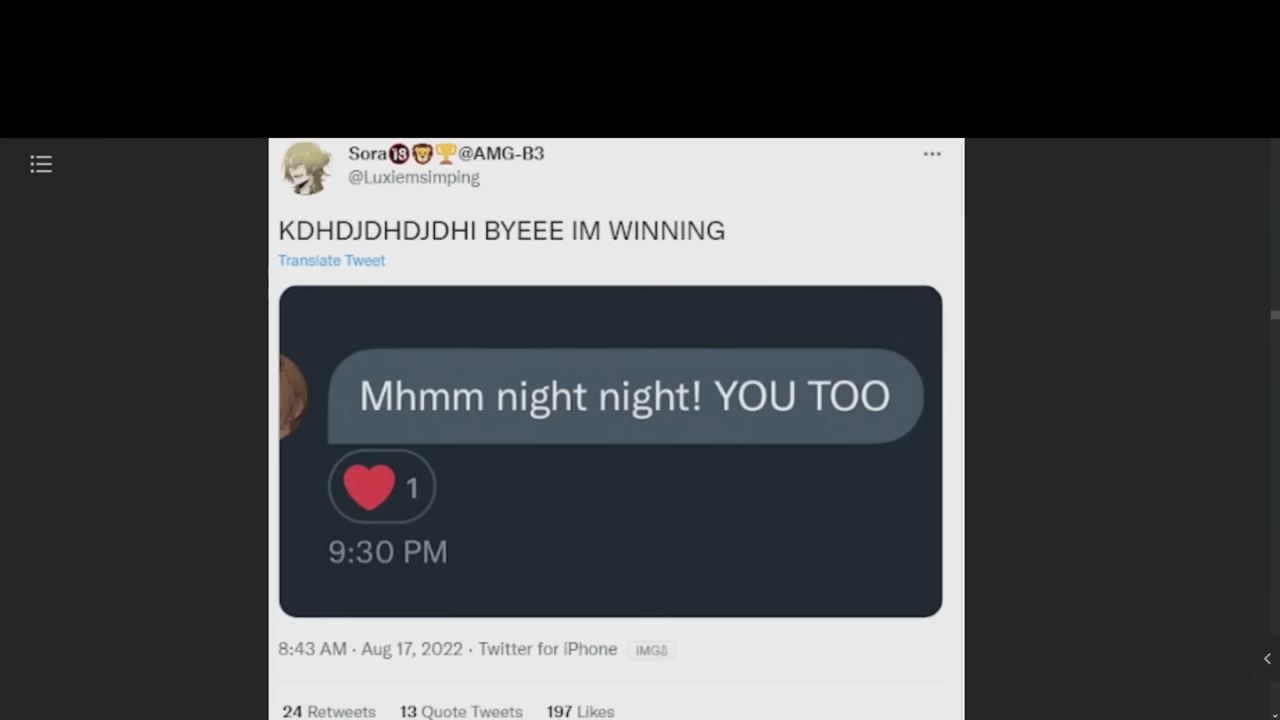 Sora🔞🦁🏆@AMG-B3
@Luxiemsimping
KDHDJDHDJDHI BYEEE IM WINNING
Translate Tweet
Mhmm night night! YOU TOO
❤️ 1
9:30 PM
8:43 AM · Aug 17, 2022 · Twitter for iPhone
24 Retweets 13 Quote Tweets 197 Likes